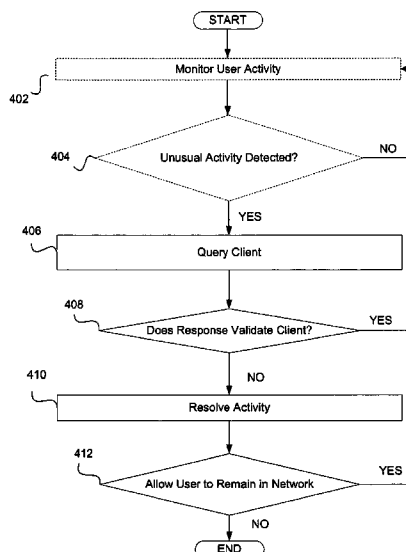 START
Monitor User Activity
402
404
Unusual Activity Detected?
NO
YES
406
Query Client
408
Does Response Validate Client?
YES
NO
410
Resolve Activity
412
Allow User to Remain in Network
YES
NO
END